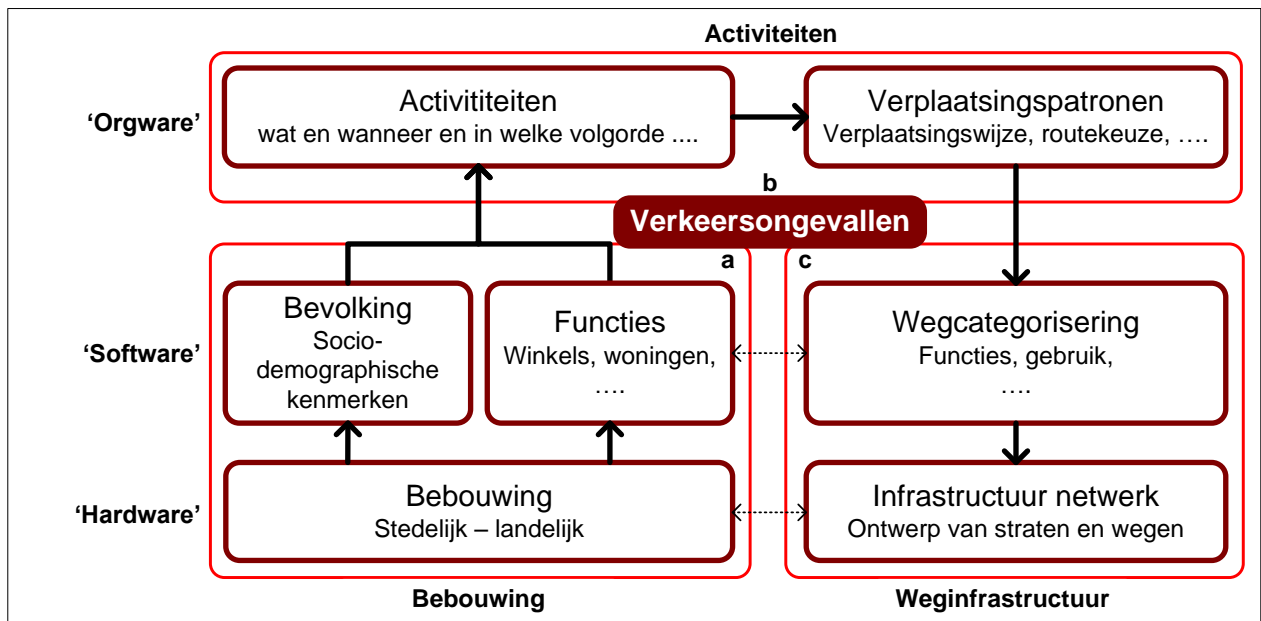 Activiteiten
'Orgware'
Activititeiten
wat en wanneer en in welke volgorde ....
Verplaatsingspatronen
Verplaatsingswijze, routekeuze, ….
b
Verkeersongevallen
a
c
'Software'
Bevolking
Socio-
demographische
kenmerken
Functies
Winkels, woningen,
….
Wegcategorisering
Functies, gebruik,
….
'Hardware'
Bebouwing
Stedelijk – landelijk
Infrastructuur netwerk
Ontwerp van straten en wegen
Bebouwing
Weginfrastructuur